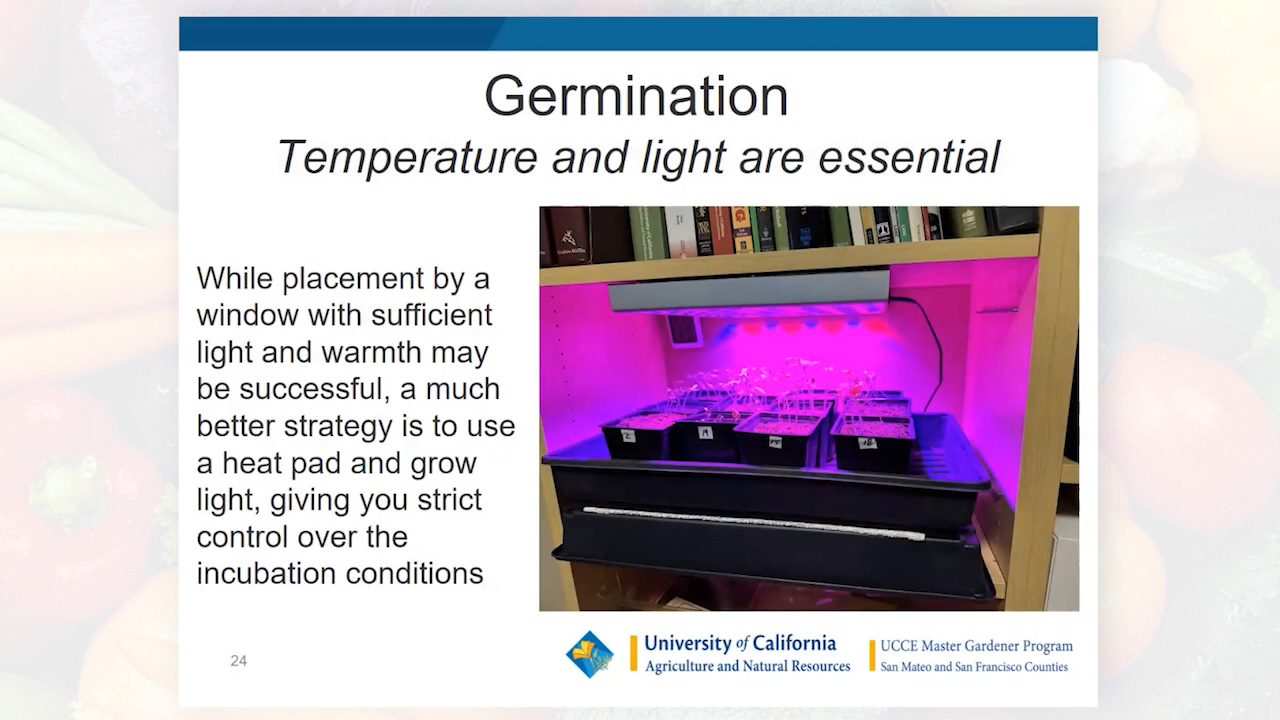 Germination
Temperature and light are essential
While placement by a
window with sufficient
light and warmth may
be successful, a much
better strategy is to use
a heat pad and grow
light, giving you strict
control over the
incubation conditions
24
University of California
Agriculture and Natural Resources
UCCE Master Gardener Program
San Mateo and San Francisco Counties